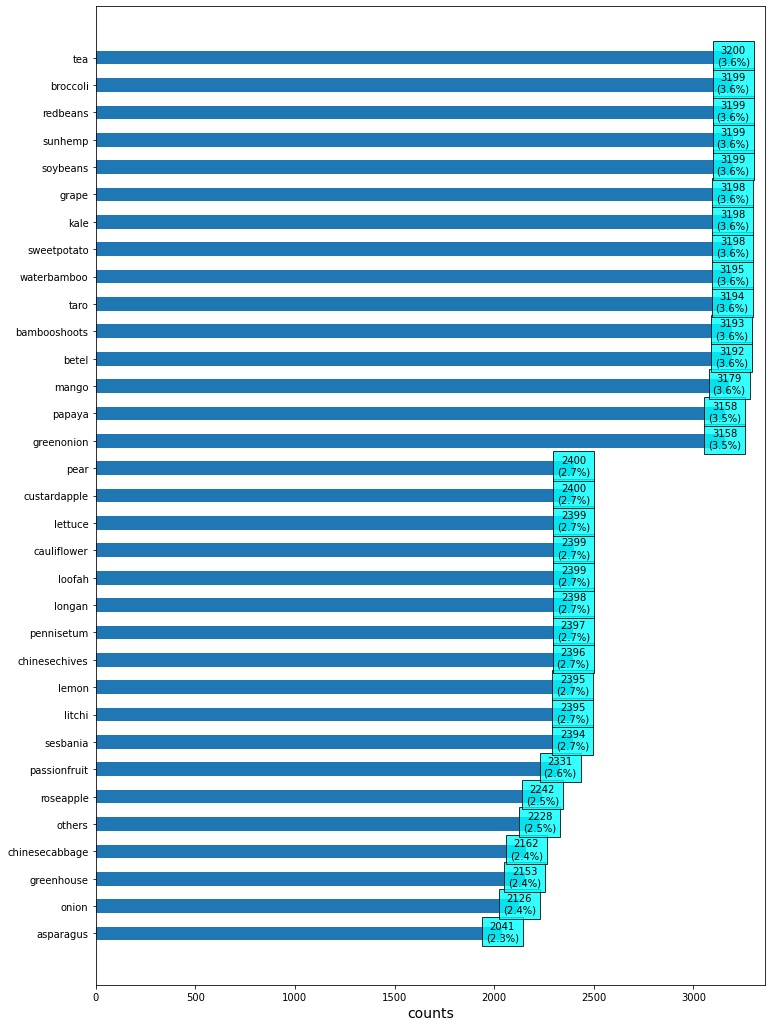 tea 3200
(3.6%)
broccoli 3199
(3.6%)
redbeans 3199
(3.6%)
sunhemp 3199
(3.6%)
soybeans 3199
(3.6%)
grape 3198
(3.6%)
kale 3198
(3.6%)
sweetpotato 3198
(3.6%)
waterbamboo 3195
(3.6%)
taro 3194
(3.6%)
bambooshoots 3193
(3.6%)
betel 3192
(3.6%)
mango 3179
(3.6%)
papaya 3158
(3.5%)
greenonion 3158
(3.5%)
pear 2400
(2.7%)
custardapple 2400
(2.7%)
lettuce 2399
(2.7%)
cauliflower 2399
(2.7%)
loofah 2399
(2.7%)
longan 2398
(2.7%)
pennisetum 2397
(2.7%)
chinesechives 2396
(2.7%)
lemon 2395
(2.7%)
litchi 2395
(2.7%)
sesbania 2394
(2.7%)
passionfruit 2331
(2.6%)
roseapple 2242
(2.5%)
others 2228
(2.5%)
chinesecabbage 2162
(2.4%)
greenhouse 2153
(2.4%)
onion 2126
(2.4%)
asparagus 2041
(2.3%)
0 500 1000 1500 2000 2500 3000
counts